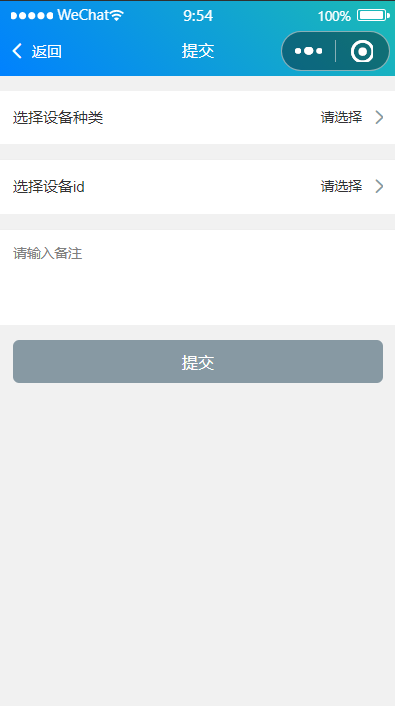 WeChat 9:54 100%
返回 提交
选择设备种类 请选择
选择设备id 请选择
请输入备注
提交